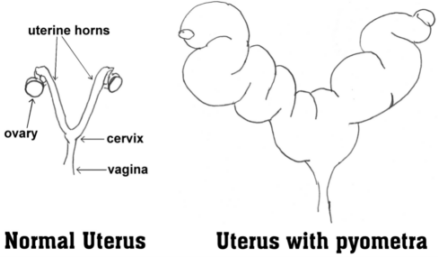 uterine horns
ovary
cervix
vagina
Normal Uterus
Uterus with pyometra